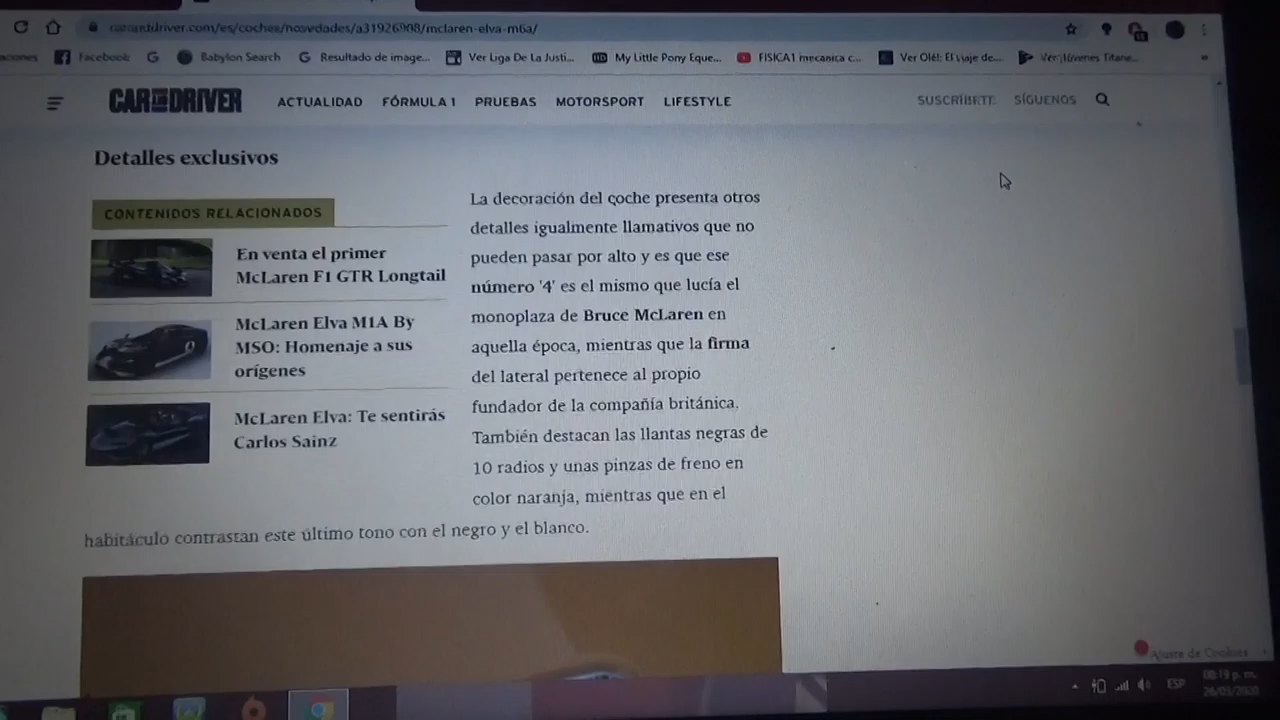 caranddriver.com/es/coches/novedades/a31926908/mclaren-elva-m6a/
Facebook
Babylon Search
Resultado de image...
Ver Liga De La Justi...
My Little Pony Eque...
FISICA1 mecanica c...
Ver Olé!: El viaje de...
Ver Jóvenes Titane...
CAR AND DRIVER
ACTUALIDAD FÓRMULA 1 PRUEBAS MOTORSPORT LIFESTYLE
SUSCRÍBETE SÍGUENOS
Detalles exclusivos
CONTENIDOS RELACIONADOS
En venta el primer
McLaren F1 GTR Longtail
McLaren Elva M1A By
MSO: Homenaje a sus
orígenes
McLaren Elva: Te sentirás
Carlos Sainz
La decoración del coche presenta otros
detalles igualmente llamativos que no
pueden pasar por alto y es que ese
número '4' es el mismo que lucía el
monoplaza de Bruce McLaren en
aquella época, mientras que la firma
del lateral pertenece al propio
fundador de la compañía británica.
También destacan las llantas negras de
10 radios y unas pinzas de freno en
color naranja, mientras que en el
habitáculo contrastan este último tono con el negro y el blanco.
Ajuste de Cookies
ESP
08:19 p. m.
26/03/2020